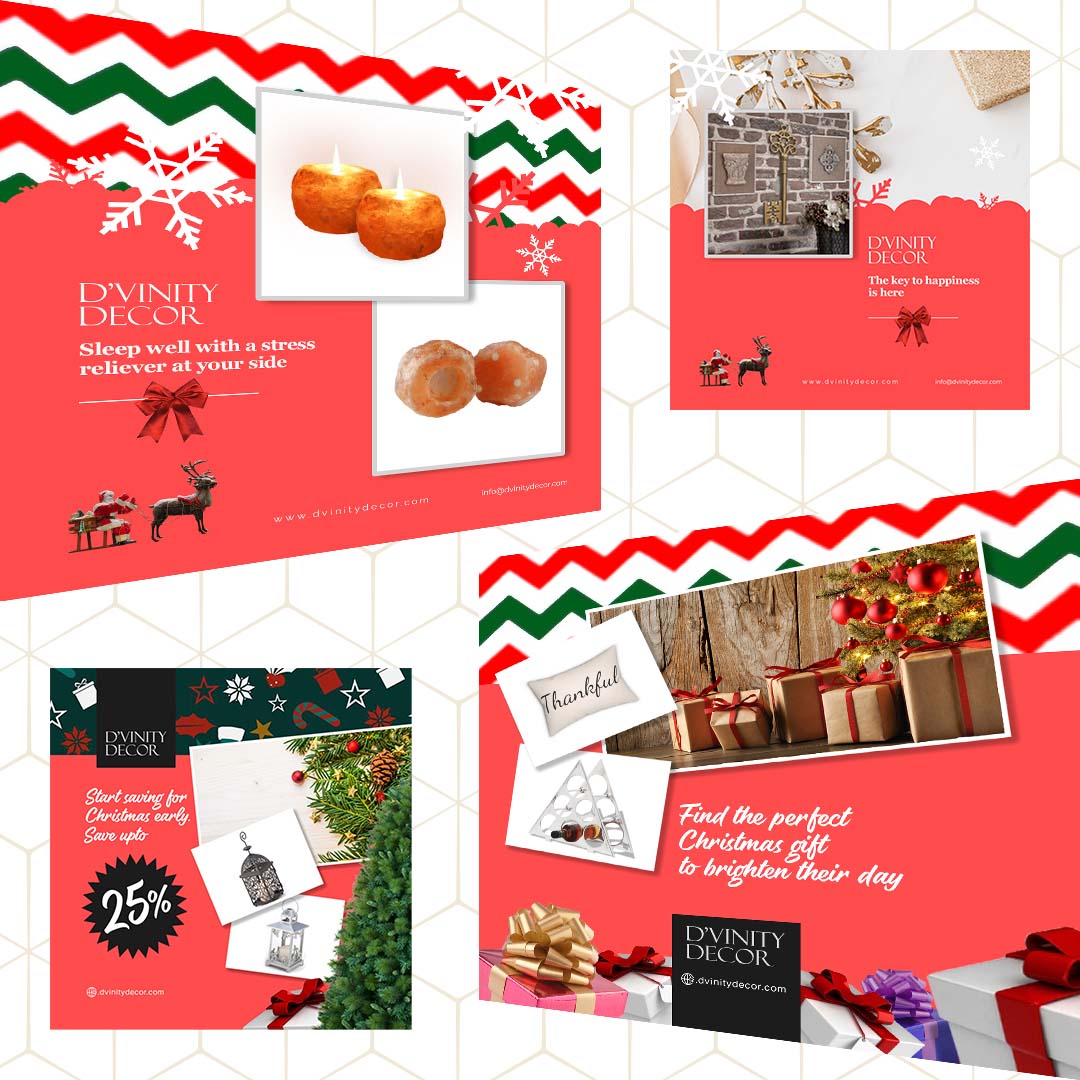 D'VINITY
DECOR
Sleep well with a stress
reliever at your side
www.dvinitydecor.com
info@dvinitydecor.com
D'VINITY
DECOR
The key to happiness
is here
www.dvinitydecor.com
info@dvinitydecor.com
D'VINITY
DECOR
Start saving for
Christmas early.
Save upto
25%
.dvinitydecor.com
Thankful
Find the perfect
Christmas gift
to brighten their day
D'VINITY
DECOR
.dvinitydecor.com